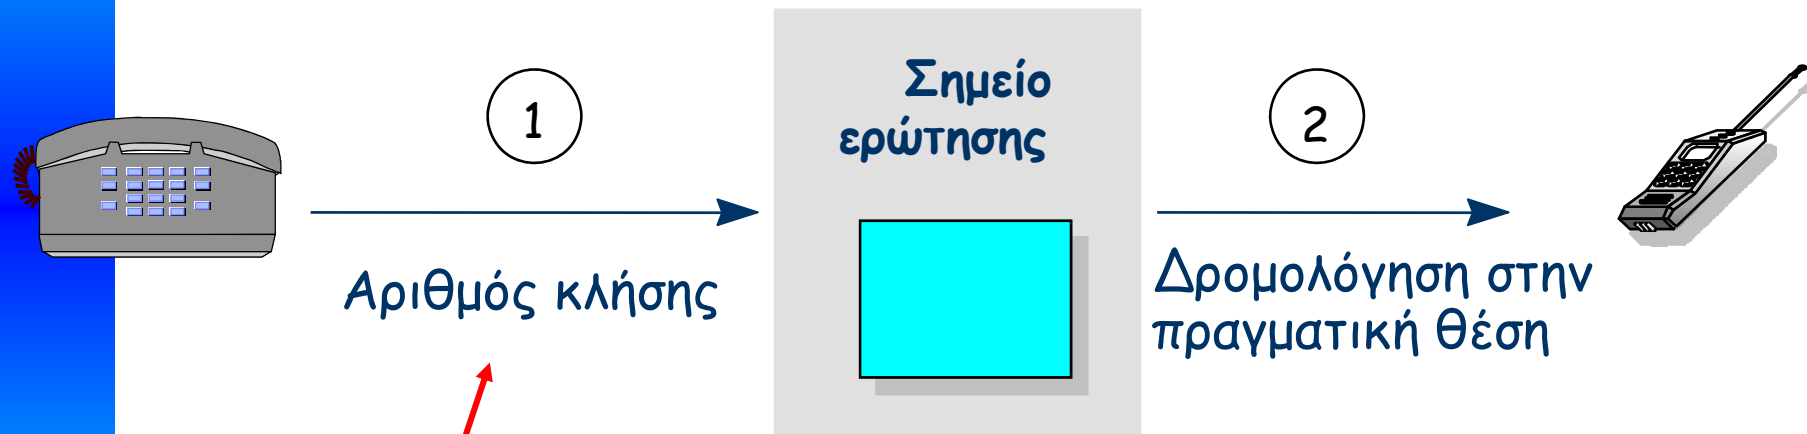 1
Σημείο
ερώτησης
2
Αριθμός κλήσης
Δρομολόγηση στην
πραγματική θέση